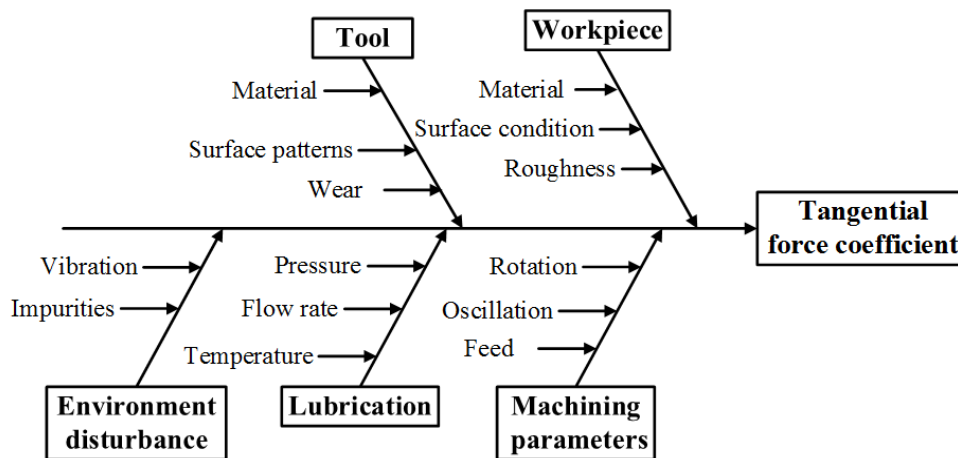 Tool
Workpiece
Material
Surface patterns
Wear
Material
Surface condition
Roughness
Tangential
force coefficient
Vibration
Impurities
Pressure
Flow rate
Temperature
Rotation
Oscillation
Feed
Environment
disturbance
Lubrication
Machining
parameters